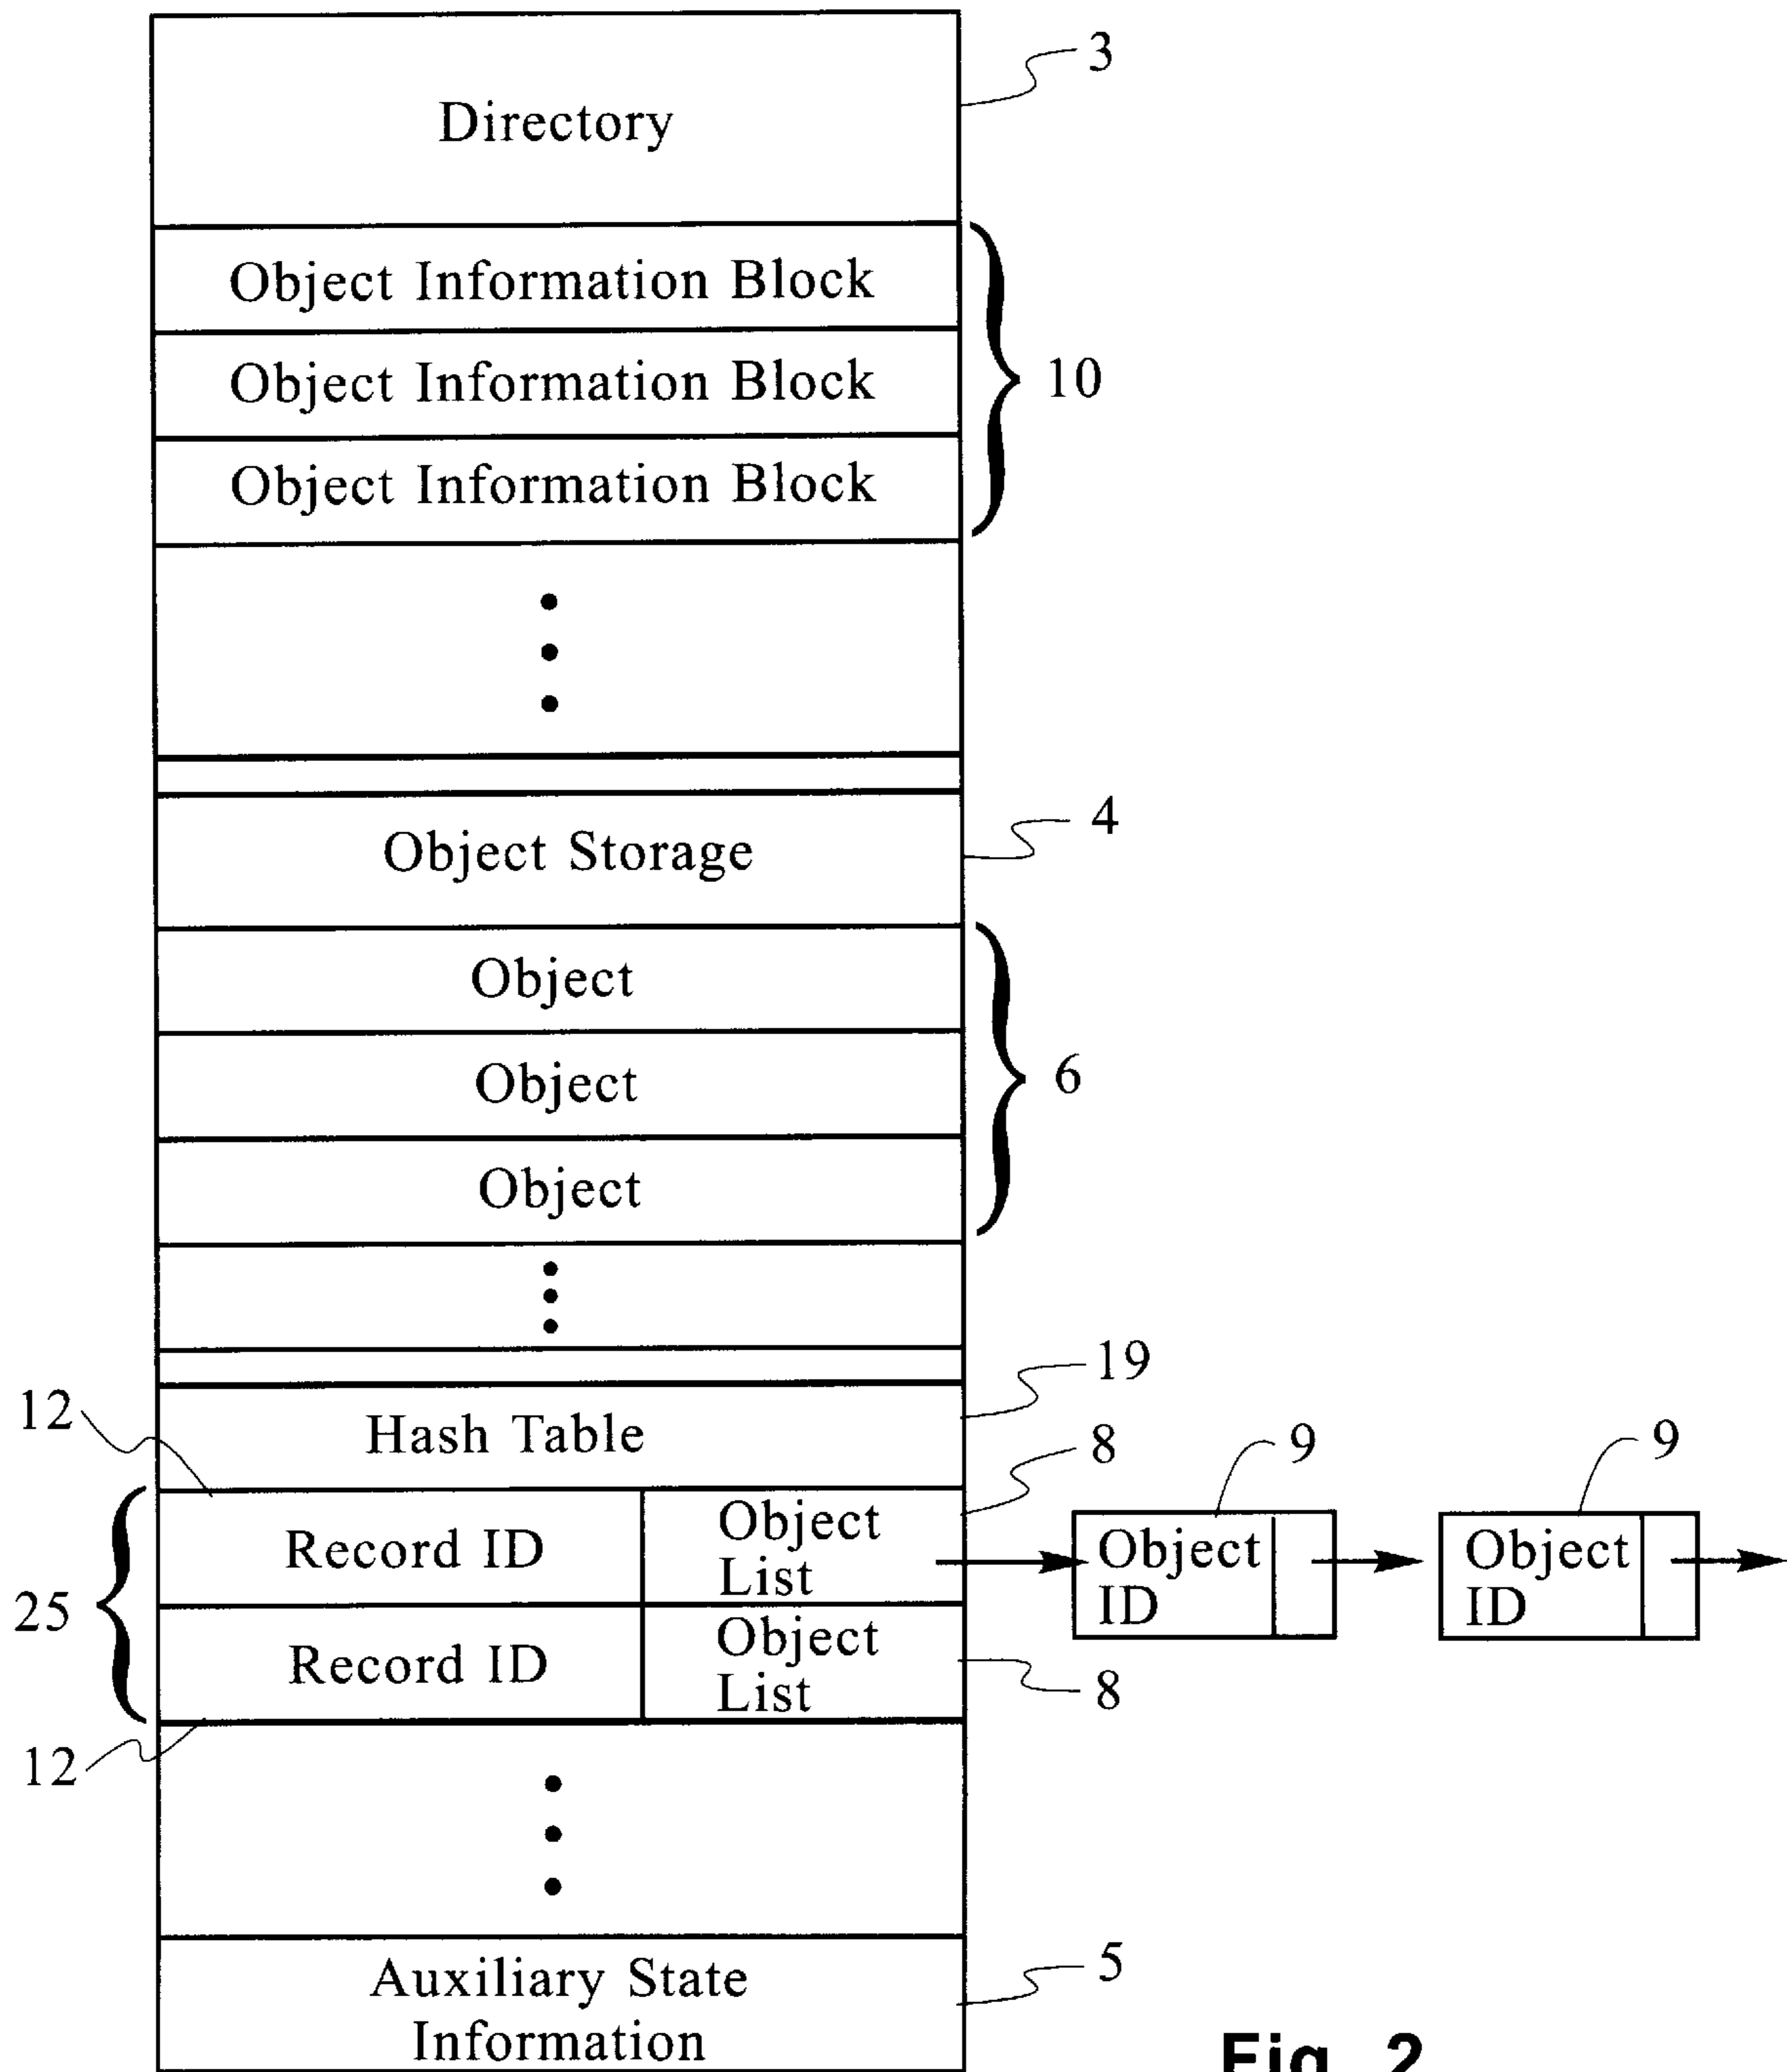 3
Directory
Object Information Block
Object Information Block
10
Object Information Block
4
Object Storage
Object
Object
6
Object
19
12
Hash Table
8
9
9
Record ID
Object
List
Object
ID
Object
ID
25
Record ID
Object
List
8
12
Auxiliary State
Information
5
Fig. 2